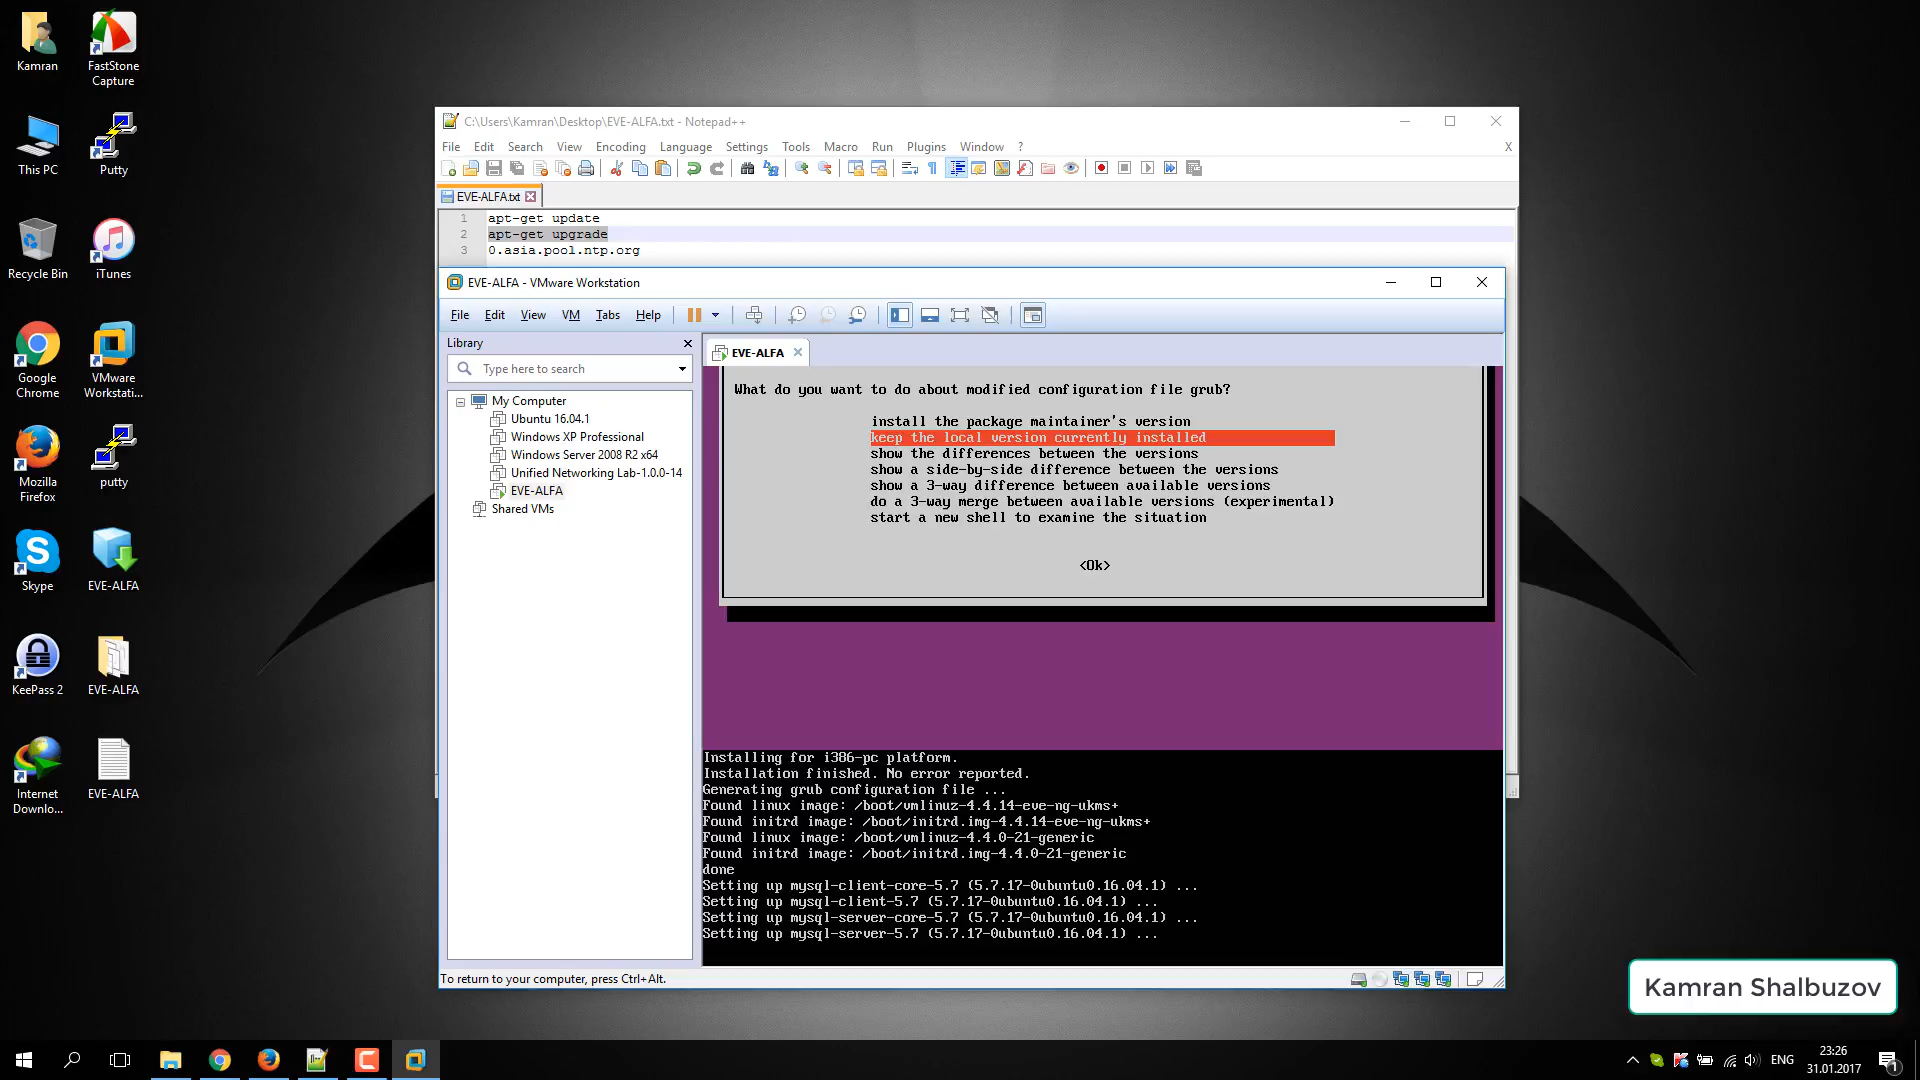 Kamran
FastStone
Capture
This PC
Putty
Recycle Bin
iTunes
Google
Chrome
VMware
Workstati...
Mozilla
Firefox
putty
Skype
EVE-ALFA
KeePass 2
EVE-ALFA
Internet
Downlo...
EVE-ALFA
C:\Users\Kamran\Desktop\EVE-ALFA.txt - Notepad++
File Edit Search View Encoding Language Settings Tools Macro Run Plugins Window ? X
EVE-ALFA.txt
1 apt-get update
2 apt-get upgrade
3 0.asia.pool.ntp.org
EVE-ALFA - VMware Workstation
File Edit View VM Tabs Help
Library
Type here to search
My Computer
Ubuntu 16.04.1
Windows XP Professional
Windows Server 2008 R2 x64
Unified Networking Lab-1.0.0-14
EVE-ALFA
Shared VMs
EVE-ALFA
What do you want to do about modified configuration file grub?
install the package maintainer's version
keep the local version currently installed
show the differences between the versions
show a side-by-side difference between the versions
show a 3-way difference between available versions
do a 3-way merge between available versions (experimental)
start a new shell to examine the situation
<Ok>
Installing for i386-pc platform.
Installation finished. No error reported.
Generating grub configuration file ...
Found linux image: /boot/vmlinuz-4.4.14-eve-ng-ukms+
Found initrd image: /boot/initrd.img-4.4.14-eve-ng-ukms+
Found linux image: /boot/vmlinuz-4.4.0-21-generic
Found initrd image: /boot/initrd.img-4.4.0-21-generic
done
Setting up mysql-client-core-5.7 (5.7.17-0ubuntu0.16.04.1) ...
Setting up mysql-client-5.7 (5.7.17-0ubuntu0.16.04.1) ...
Setting up mysql-server-core-5.7 (5.7.17-0ubuntu0.16.04.1) ...
Setting up mysql-server-5.7 (5.7.17-0ubuntu0.16.04.1) ...
To return to your computer, press Ctrl+Alt.
Kamran Shalbuzov
ENG
23:26
31.01.2017
1